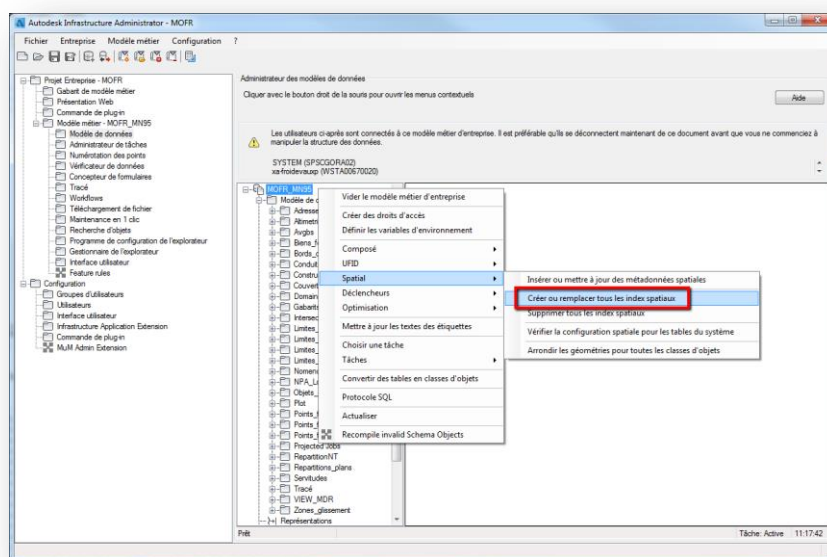 Autodesk Infrastructure Administrator - MOFR
Fichier Entreprise Modèle métier Configuration ?
Projet Entreprise - MOFR
Gabarit de modèle métier
Présentation Web
Commande de plug-in
Modèle métier - MOFR_MN95
Modèle de données
Administrateur de tâches
Numérotation des points
Vérificateur de données
Concepteur de formulaires
Tracé
Workflows
Téléchargement de fichier
Maintenance en 1 clic
Recherche d'objets
Programme de configuration de l'explorateur
Gestionnaire de l'explorateur
Interface utilisateur
Feature rules
Configuration
Groupes d'utilisateurs
Utilisateurs
Interface utilisateur
Infrastructure Application Extension
Commande de plug-in
MuM Admin Extension
Administrateur des modèles de données
Cliquer avec le bouton droit de la souris pour ouvrir les menus contextuels
Aide
Les utilisateurs ci-après sont connectés à ce modèle métier d'entreprise. Il est préférable qu'ils se déconnectent maintenant de ce document avant que vous ne commenciez à
manipuler la structure des données.
SYSTEM (SPSCGORA02)
xa-froidevauxp (WSTA00670020)
MOFR_MN95
Modèle de d
Adresse
Altimetri
Avgbs
Biens_f
Bords_c
Conduit
Constru
Couvert
Domain
Gabarits
Intersec
Limites_
Limites_
Limites_
Limites_
Nomenc
NPA_Lo
Objets_
Plot
Points_f
Points_f
Points_f
Projected Jobs
RepartitionNT
Repartitions_plans
Servitudes
Tracé
VIEW_MDR
Zones_glissement
Représentations
Vider le modèle métier d'entreprise
Créer des droits d'accès
Définir les variables d'environnement
Composé
UFID
Spatial
Déclencheurs
Optimisation
Mettre à jour les textes des étiquettes
Choisir une tâche
Tâches
Convertir des tables en classes d'objets
Protocole SQL
Actualiser
Recompile invalid Schema Objects
Insérer ou mettre à jour des métadonnées spatiales
Créer ou remplacer tous les index spatiaux
Supprimer tous les index spatiaux
Vérifier la configuration spatiale pour les tables du système
Arrondir les géométries pour toutes les classes d'objets
Prêt
Tâche: Active 11:17:42